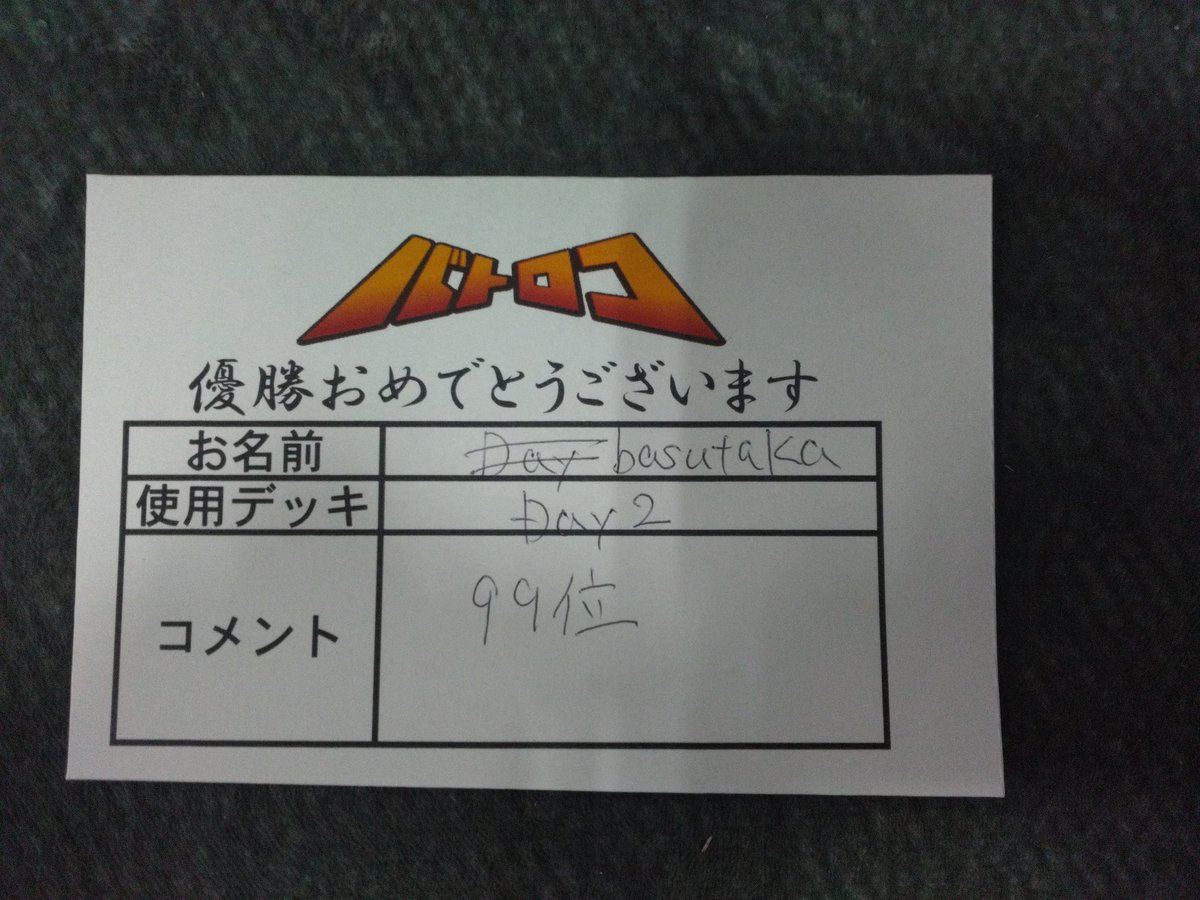 バトロコ
優勝おめでとうございます
お名前 Day basutaka
使用デッキ Day 2
コメント 99位